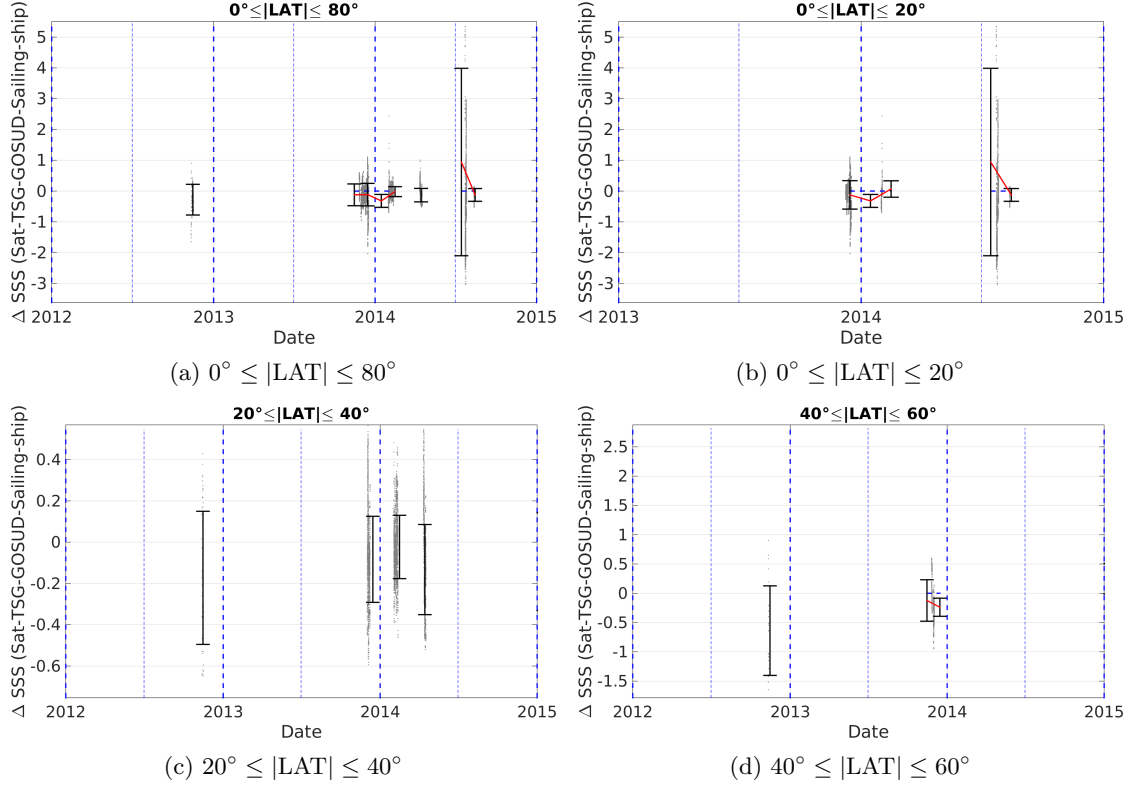 0°≤|LAT|≤ 80°
Δ SSS (Sat-TSG-GOSUD-Sailing-ship)
5
4
3
2
1
0
-1
-2
-3
2012 2013 2014 2015
Date
(a) 0° ≤ |LAT| ≤ 80°
0°≤|LAT|≤ 20°
Δ SSS (Sat-TSG-GOSUD-Sailing-ship)
5
4
3
2
1
0
-1
-2
-3
2013 2014 2015
Date
(b) 0° ≤ |LAT| ≤ 20°
20°≤|LAT|≤ 40°
Δ SSS (Sat-TSG-GOSUD-Sailing-ship)
0.4
0.2
0
-0.2
-0.4
-0.6
2012 2013 2014 2015
Date
(c) 20° ≤ |LAT| ≤ 40°
40°≤|LAT|≤ 60°
Δ SSS (Sat-TSG-GOSUD-Sailing-ship)
2.5
2
1.5
1
0.5
0
-0.5
-1
-1.5
2012 2013 2014 2015
Date
(d) 40° ≤ |LAT| ≤ 60°